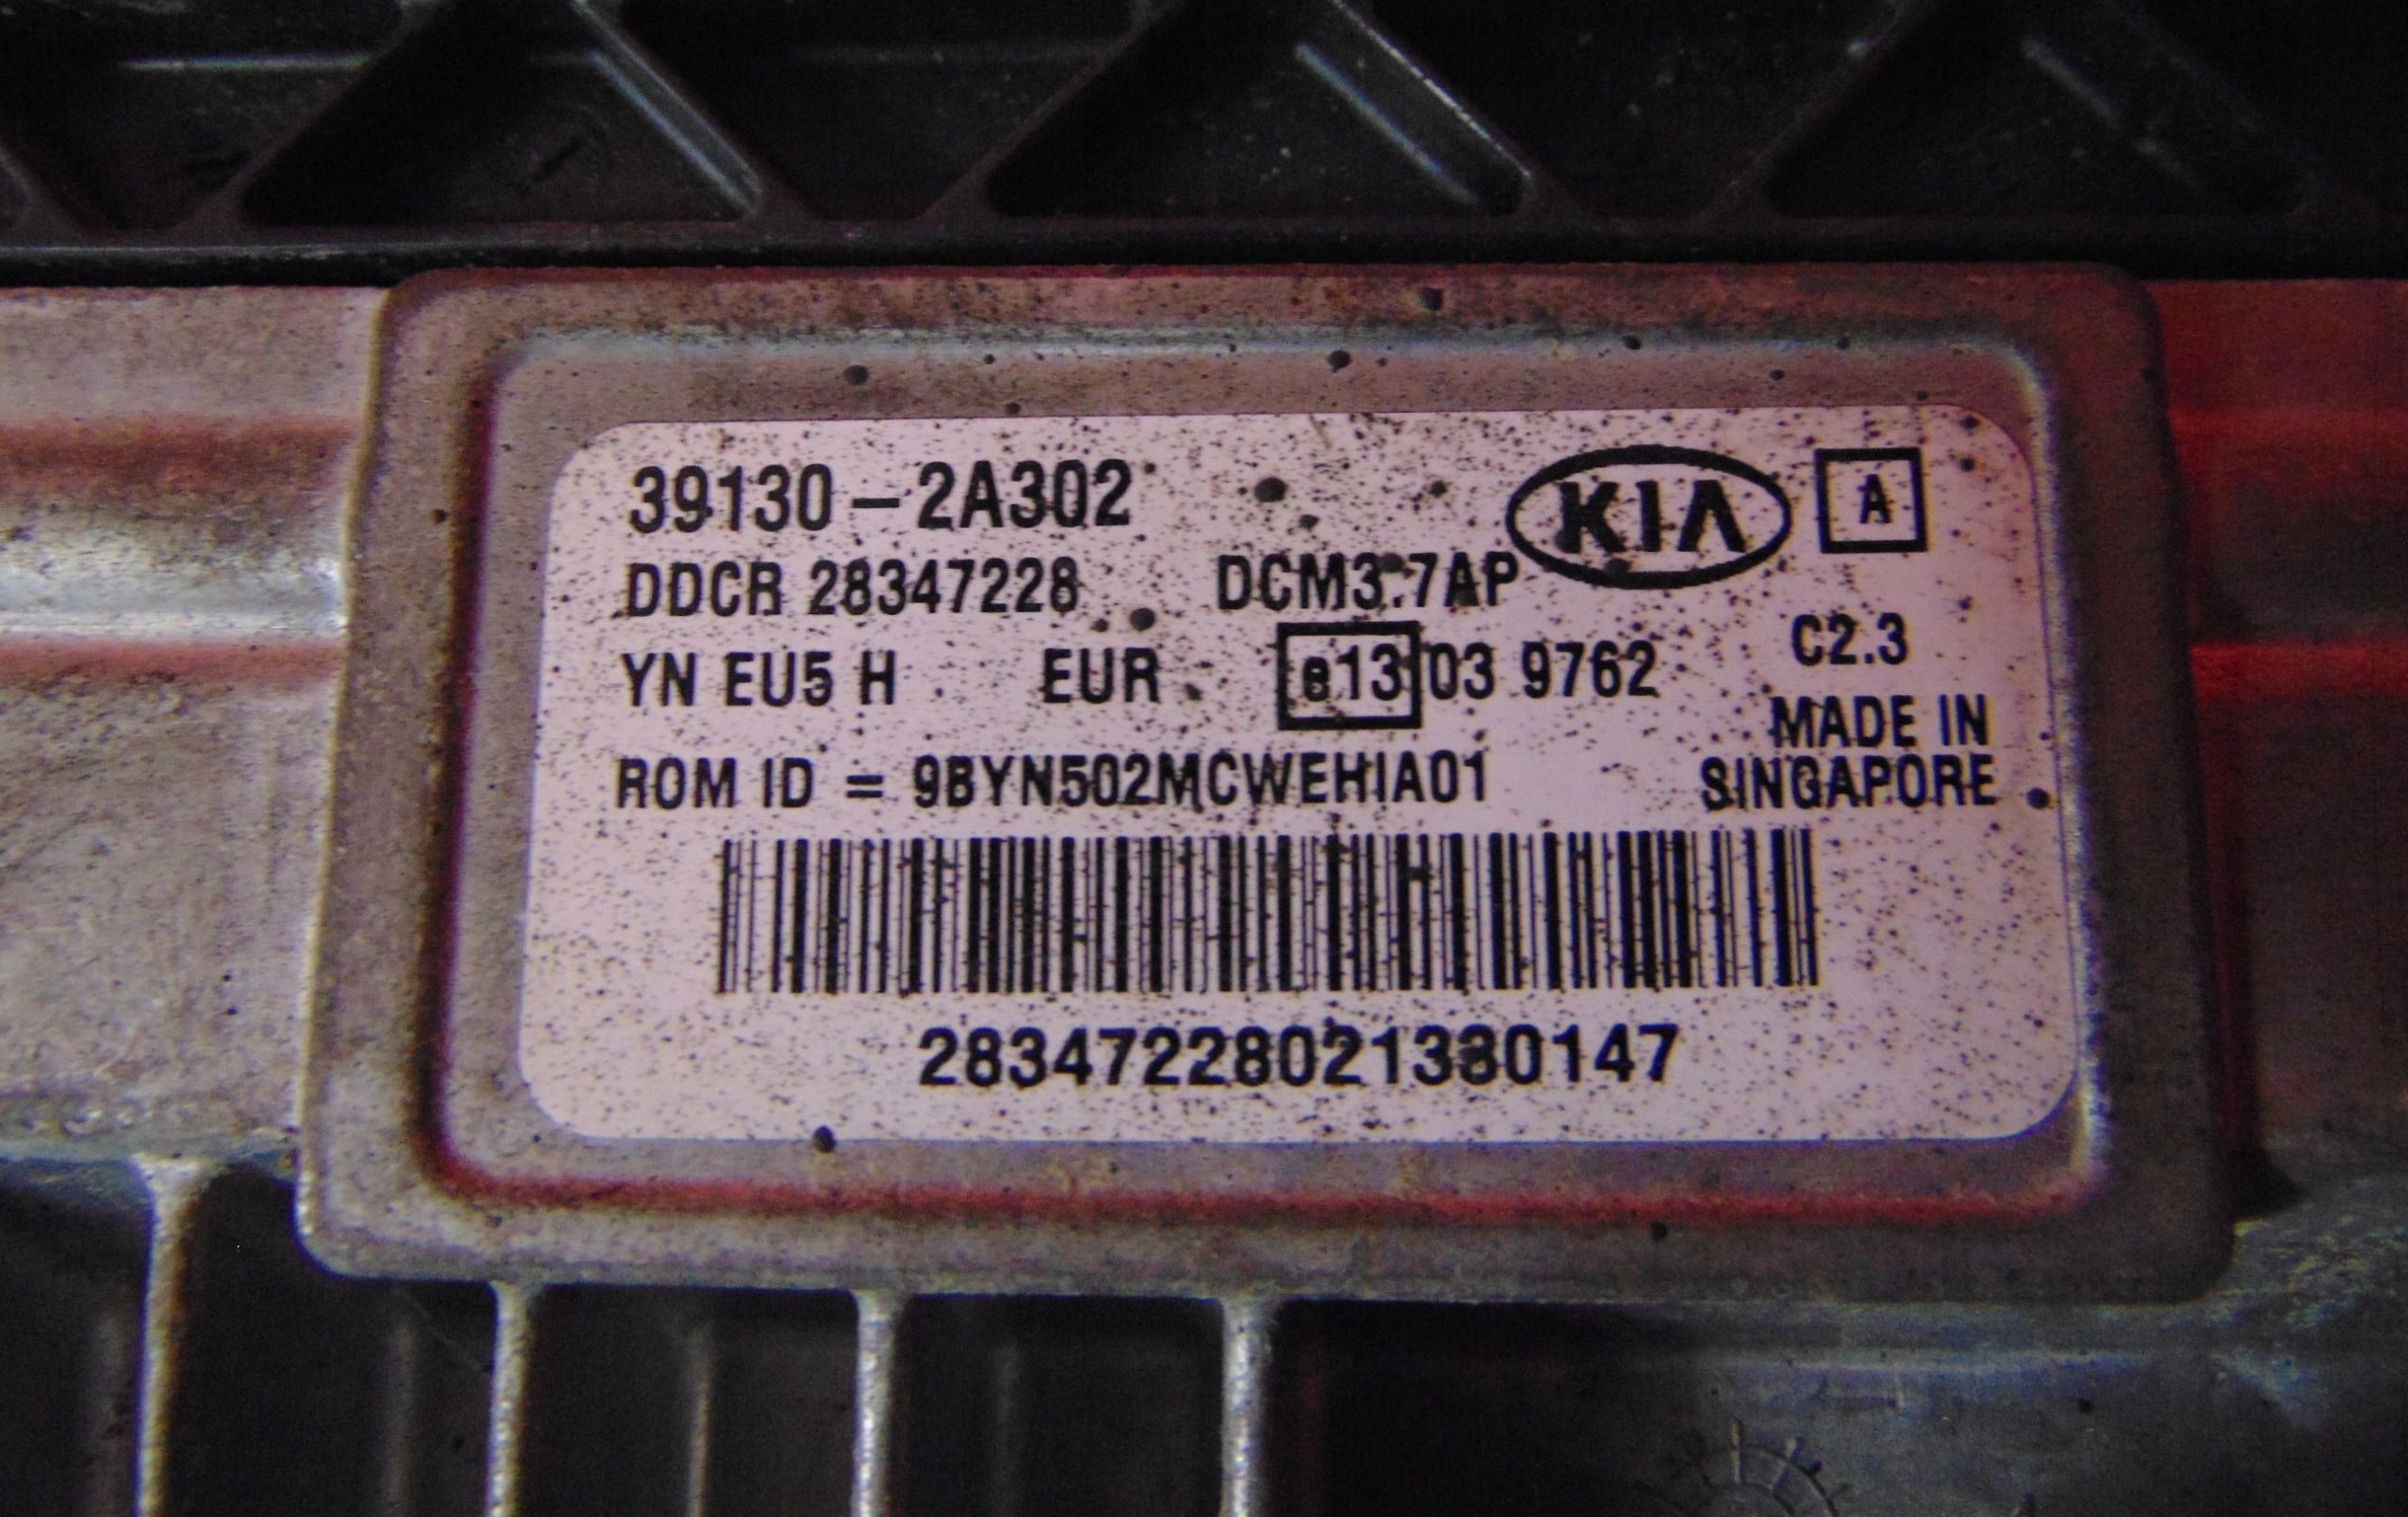 39130-2A302 KIA A
DDCR 28347228 DCM3.7AP
YN EU5 H EUR e13 03 9762 C2.3
ROM ID = 9BYN502MCWEHIA01 MADE IN
SINGAPORE
28347228021330147